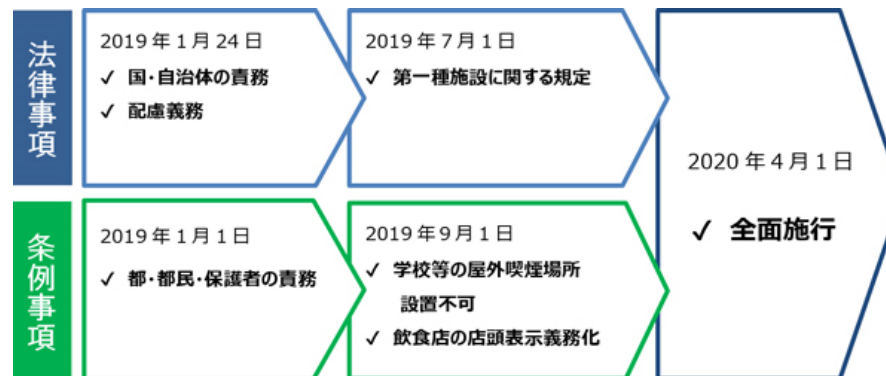 法律事項
2019年1月24日
✓ 国・自治体の責務
✓ 配慮義務
2019年7月1日
✓ 第一種施設に関する規定
条例事項
2019年1月1日
✓ 都・都民・保護者の責務
2019年9月1日
✓ 学校等の屋外喫煙場所
設置不可
✓ 飲食店の店頭表示義務化
2020年4月1日
✓ 全面施行